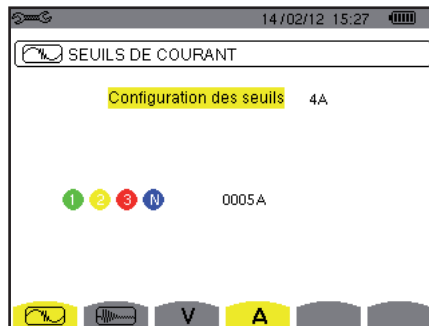 14/02/12 15:27
SEUILS DE COURANT
Configuration des seuils 4A
1 2 3 N 0005A
V A